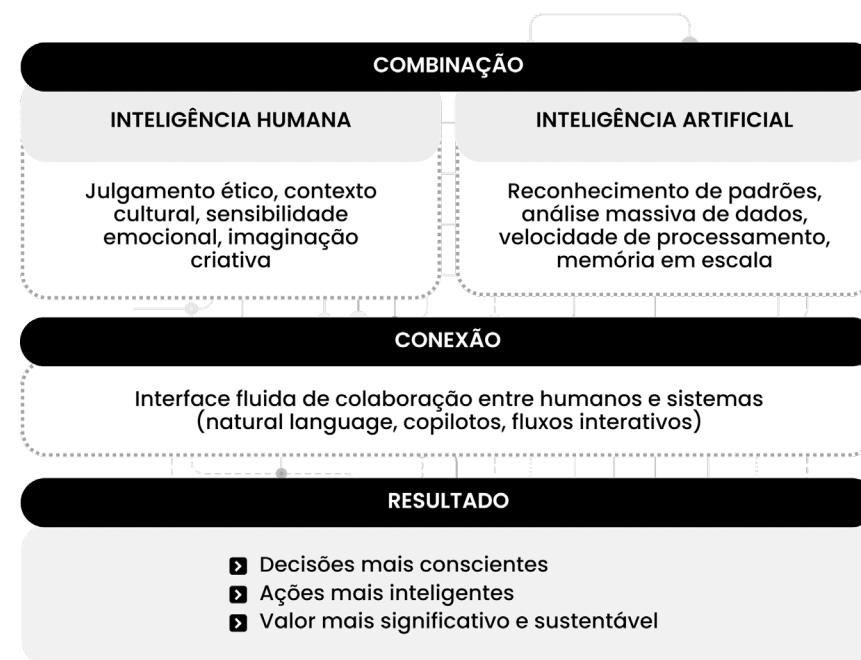 COMBINAÇÃO
INTELIGÊNCIA HUMANA
Julgamento ético, contexto
cultural, sensibilidade
emocional, imaginação
criativa
INTELIGÊNCIA ARTIFICIAL
Reconhecimento de padrões,
análise massiva de dados,
velocidade de processamento,
memória em escala
CONEXÃO
Interface fluida de colaboração entre humanos e sistemas
(natural language, copilotos, fluxos interativos)
RESULTADO
Decisões mais conscientes
Ações mais inteligentes
Valor mais significativo e sustentável